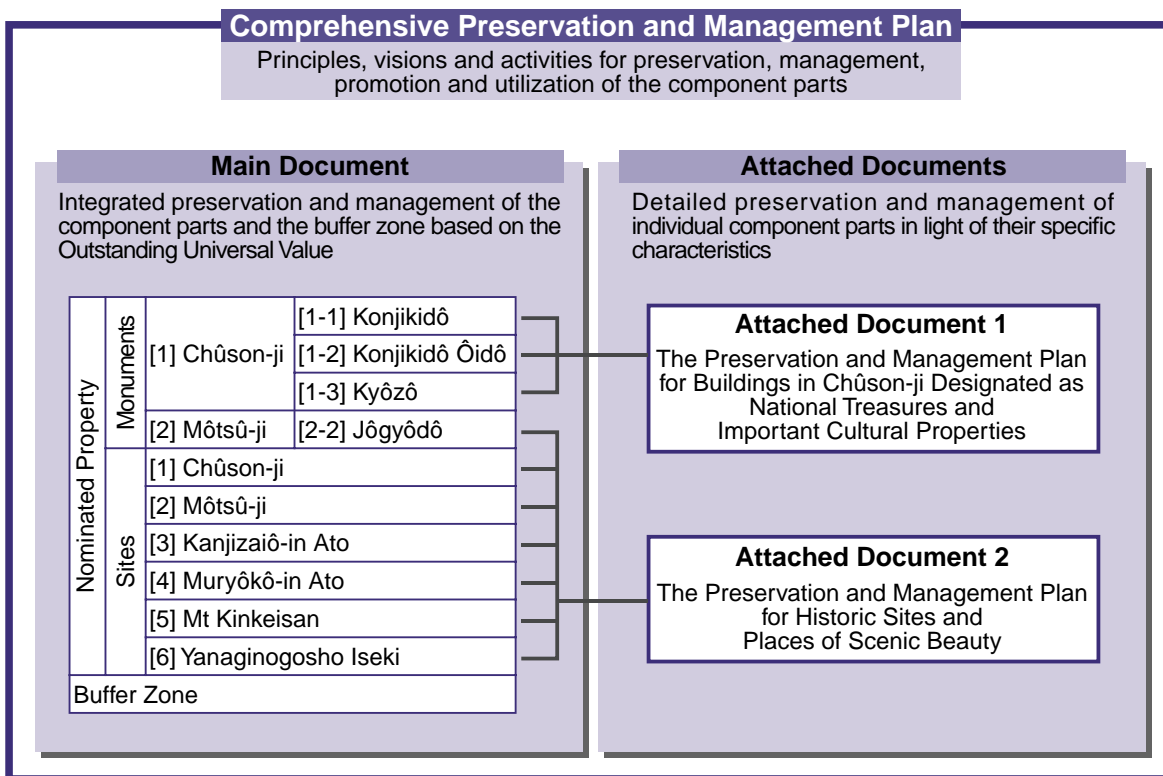 Comprehensive Preservation and Management Plan
Principles, visions and activities for preservation, management,
promotion and utilization of the component parts
Main Document
Integrated preservation and management of the
component parts and the buffer zone based on the
Outstanding Universal Value
Nominated Property
Monuments
[1] Chûson-ji
[1-1] Konjikidô
[1-2] Konjikidô Ôidô
[1-3] Kyôzô
[2] Môtsû-ji
[2-2] Jôgyôdô
Sites
[1] Chûson-ji
[2] Môtsû-ji
[3] Kanjizaiô-in Ato
[4] Muryôkô-in Ato
[5] Mt Kinkeisan
[6] Yanaginogosho Iseki
Buffer Zone
Attached Documents
Detailed preservation and management of
individual component parts in light of their specific
characteristics
Attached Document 1
The Preservation and Management Plan
for Buildings in Chûson-ji Designated as
National Treasures and
Important Cultural Properties
Attached Document 2
The Preservation and Management Plan
for Historic Sites and
Places of Scenic Beauty